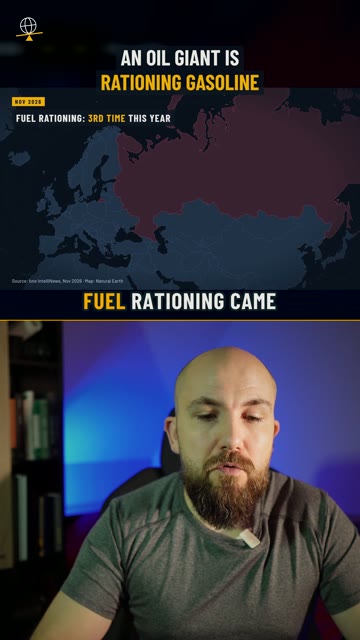 AN OIL GIANT IS
RATIONING GASOLINE
NOV 2026
FUEL RATIONING: 3RD TIME THIS YEAR
Source: bne IntelliNews, Nov 2026 · Map: Natural Earth
FUEL RATIONING CAME